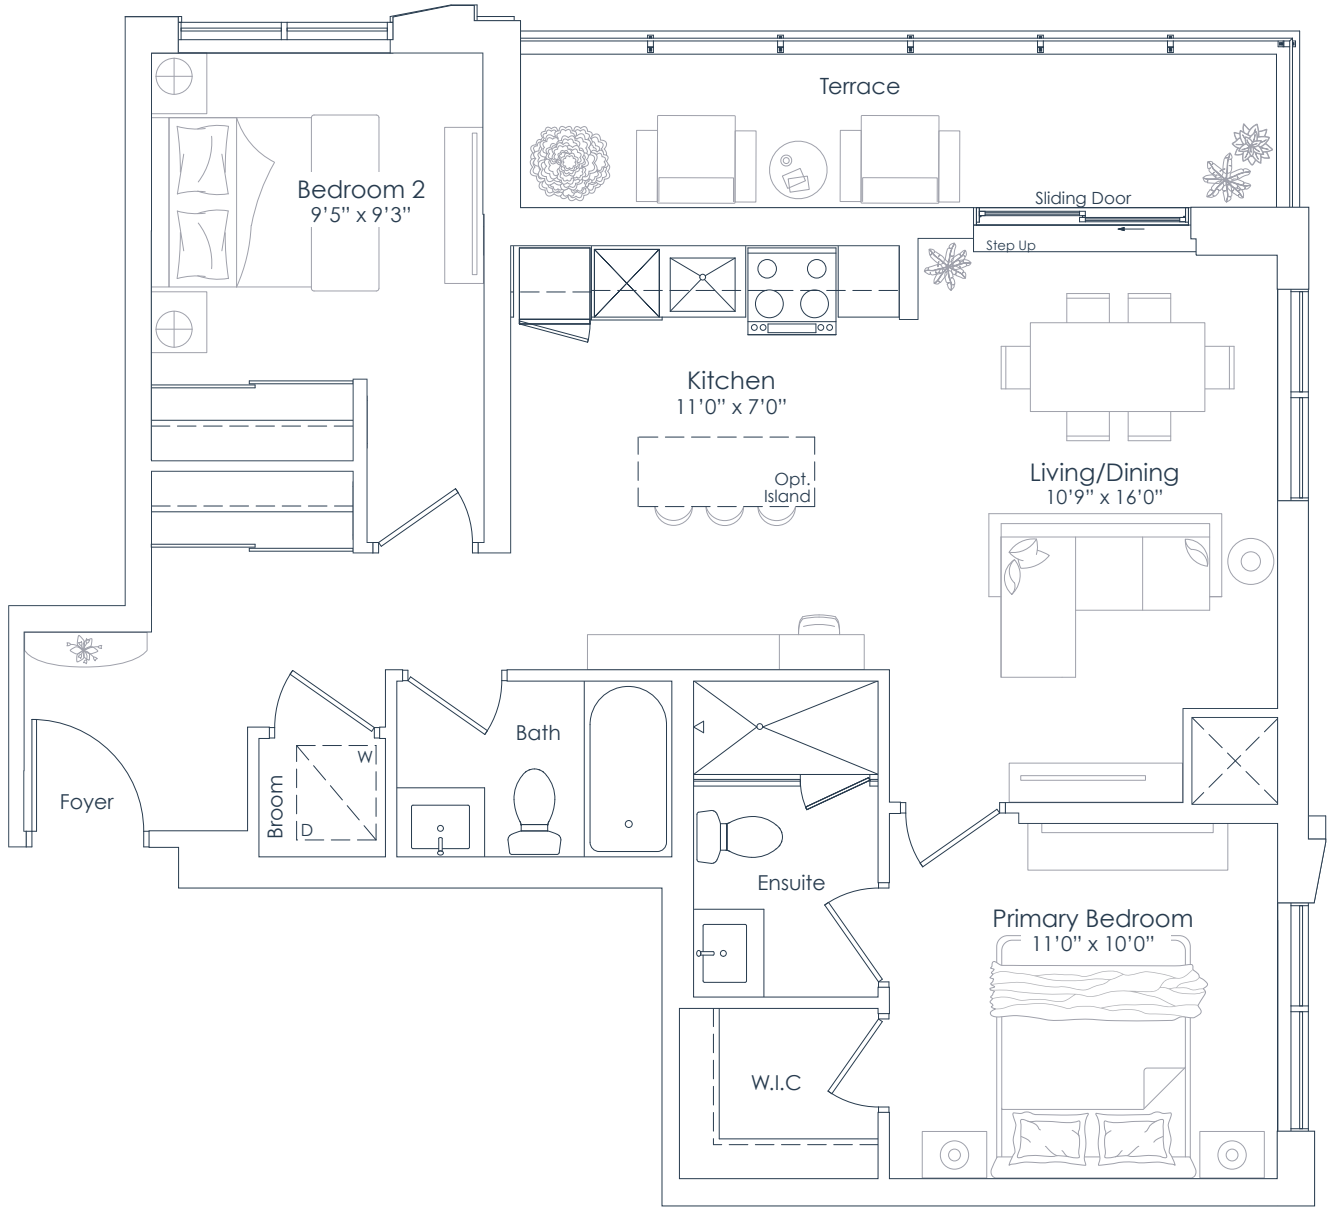 Terrace
Bedroom 2
9’5” x 9’3”
Sliding Door
Step Up
Kitchen
11’0” x 7’0”
Opt.
Island
Living/Dining
10’9” x 16’0”
Foyer
Broom
W
D
Bath
Ensuite
Primary Bedroom
11’0” x 10’0”
W.I.C